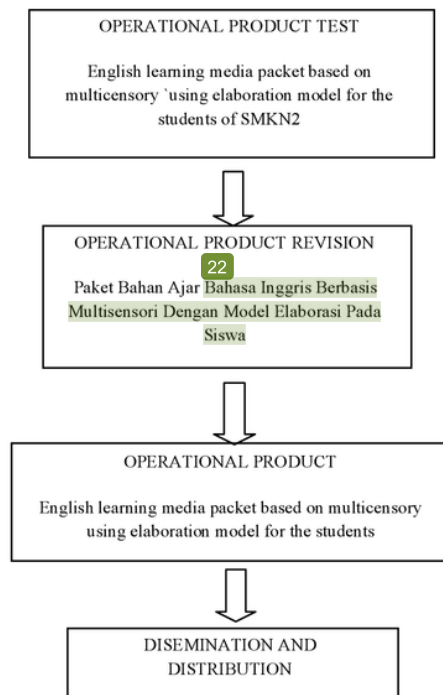 OPERATIONAL PRODUCT TEST
English learning media packet based on
multicensory `using elaboration model for the
students of SMKN2
OPERATIONAL PRODUCT REVISION
22
Paket Bahan Ajar Bahasa Inggris Berbasis
Multisensori Dengan Model Elaborasi Pada
Siswa
OPERATIONAL PRODUCT
English learning media packet based on multicensory
using elaboration model for the students
DISEMINATION AND
DISTRIBUTION